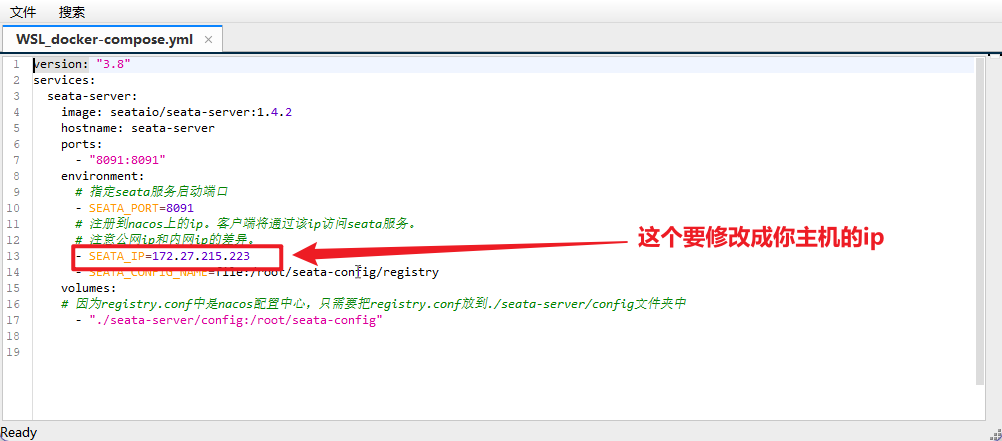 文件 搜索
WSL_docker-compose.yml ×
1 version: "3.8"
2 services:
3 seata-server:
4 image: seataio/seata-server:1.4.2
5 hostname: seata-server
6 ports:
7 - "8091:8091"
8 environment:
9 # 指定seata服务启动端口
10 - SEATA_PORT=8091
11 # 注册到nacos上的ip。客户端将通过该ip访问seata服务。
12 # 注意公网ip和内网ip的差异。
13 - SEATA_IP=172.27.215.223
这个要修改成你主机的ip
14 - SEATA_CONFIG_NAME=file:/root/seata-config/registry
15 volumes:
16 # 因为registry.conf中是nacos配置中心，只需要把registry.conf放到./seata-server/config文件夹中
17 - "./seata-server/config:/root/seata-config"
18
19
Ready